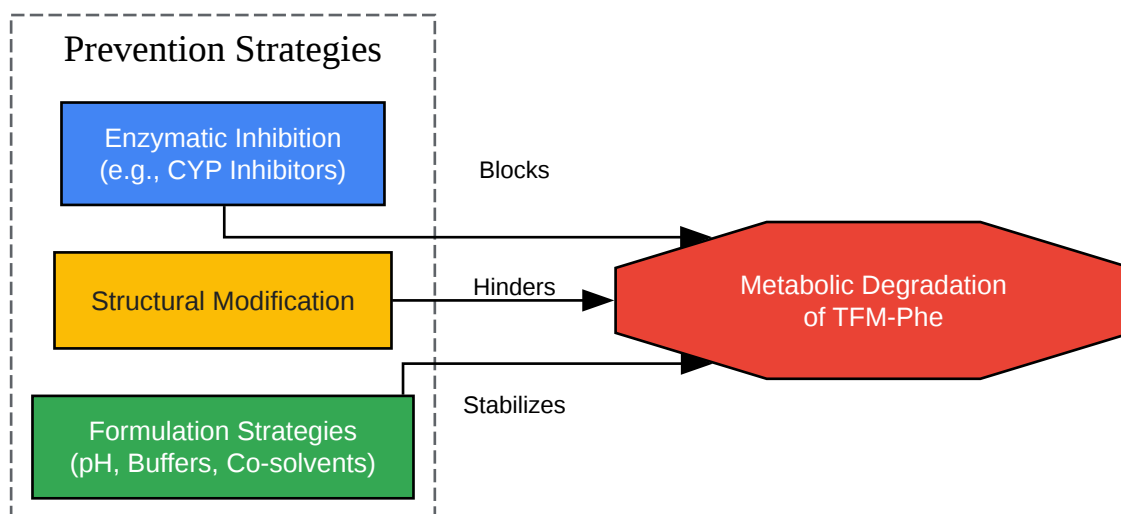 Prevention Strategies
Enzymatic Inhibition
(e.g., CYP Inhibitors)
Blocks
Structural Modification
Hinders
Metabolic Degradation
of TFM-Phe
Stabilizes
Formulation Strategies
(pH, Buffers, Co-solvents)